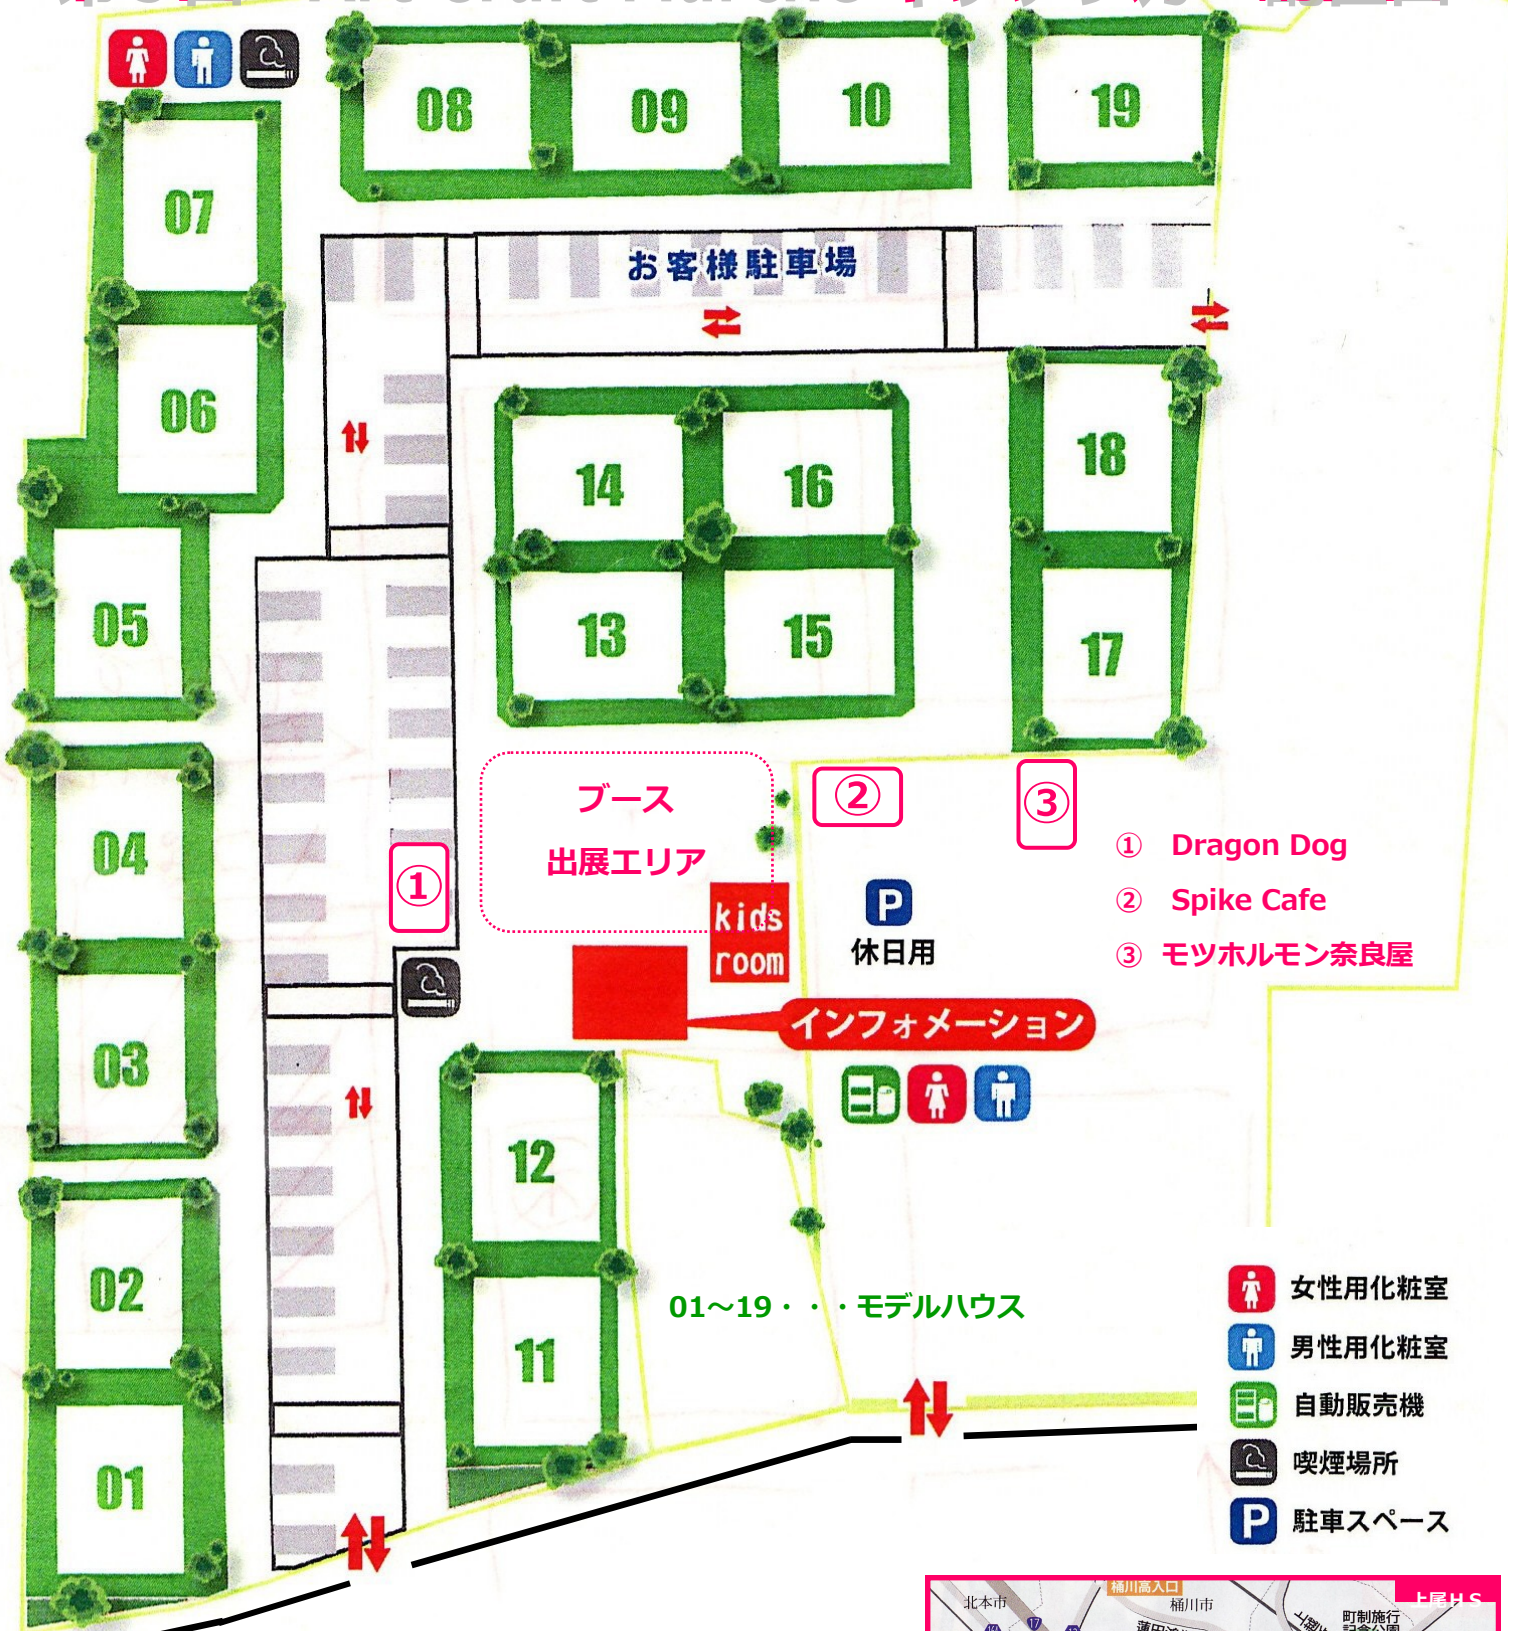 08
09
10
19
07
お客様駐車場
06
14
16
18
05
13
15
17
ブース
出展エリア
②
③
04
①
① Dragon Dog
② Spike Cafe
③ モツホルモン奈良屋
kids
room
P
休日用
インフォメーション
03
12
02
01～19・・・モデルハウス
11
01
女性用化粧室
男性用化粧室
自動販売機
喫煙場所
P 駐車スペース
桶川高入口
上尾HS
北本市
桶川市
町制施行
17